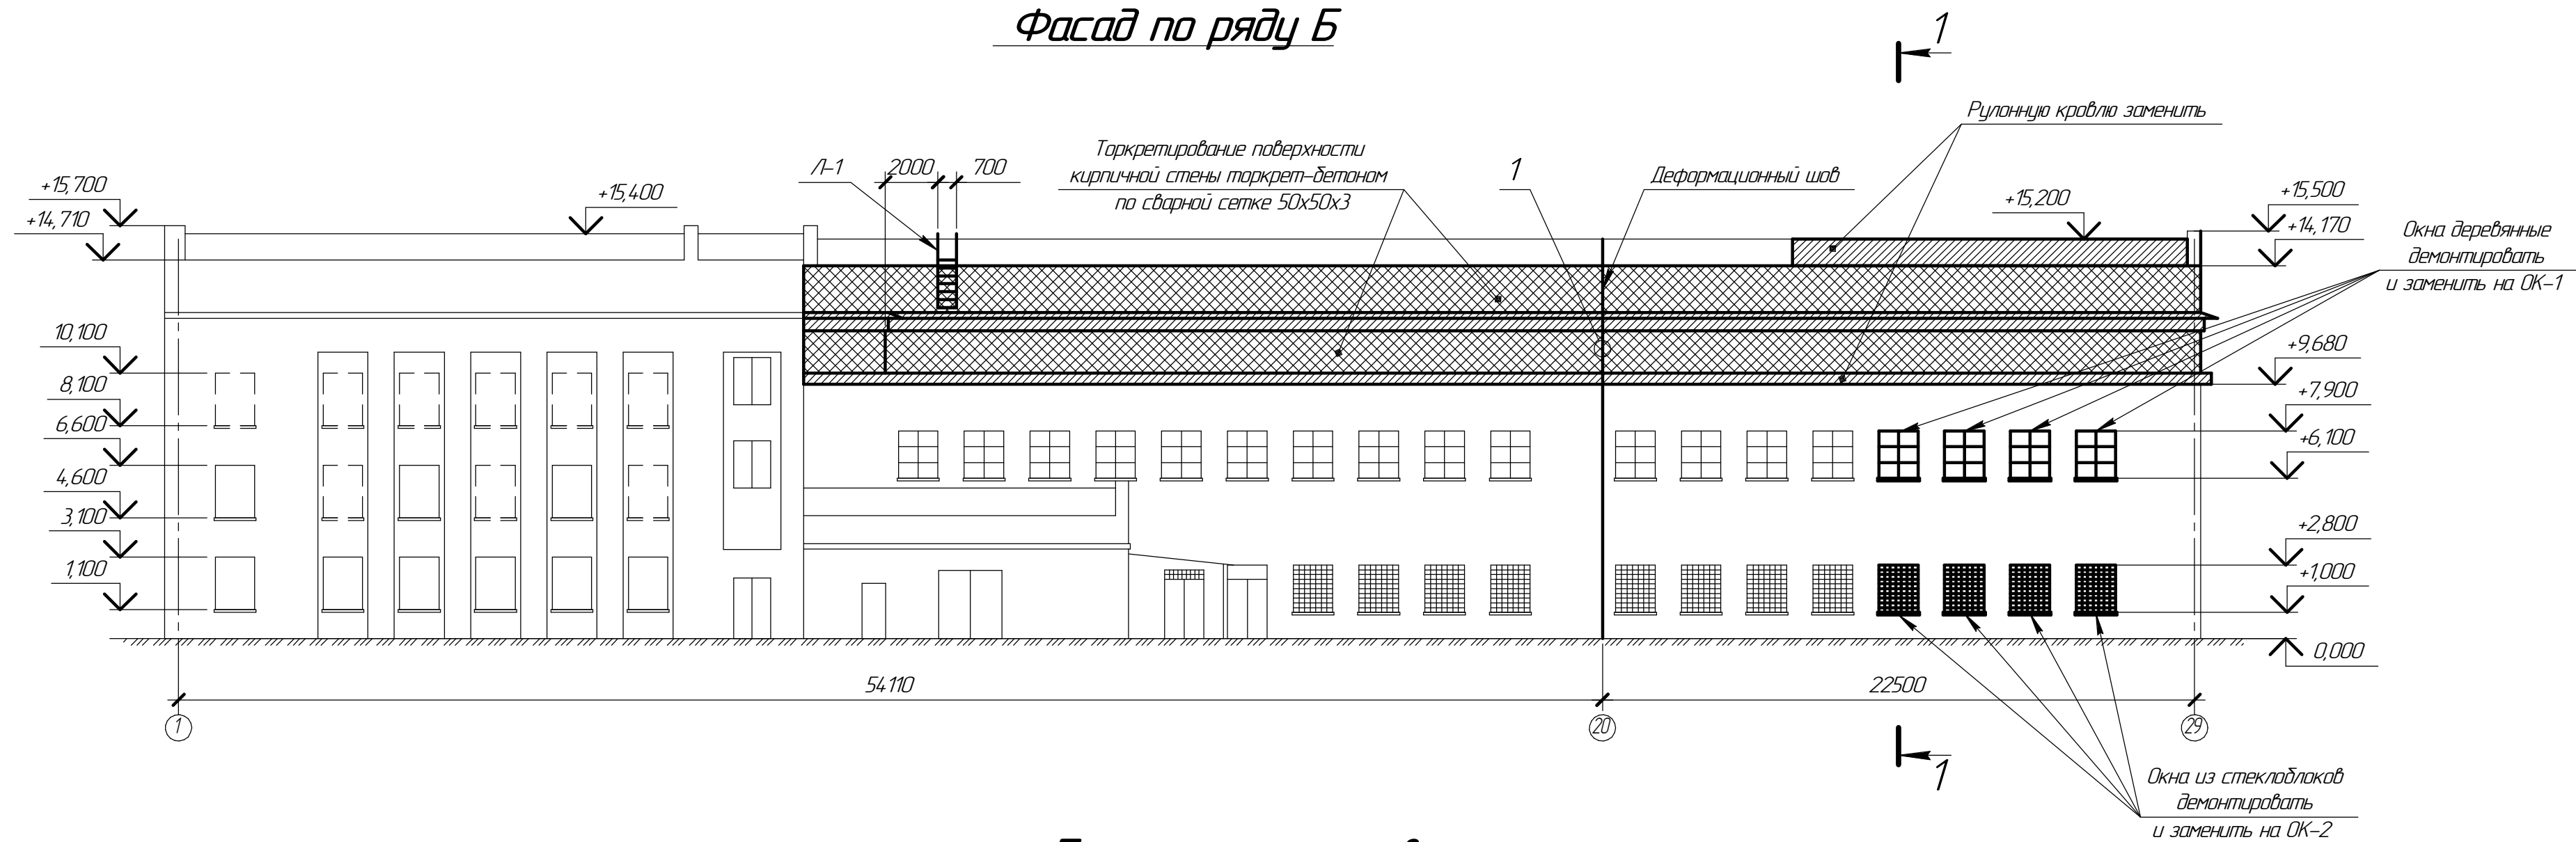 Фасад по ряду Б
1
Рулонную кровлю заменить
Торкретирование поверхности
кирпичной стены торкрет-бетоном
по сварной сетке 50х50х3
Л-1
2000
700
1
Деформационный шов
+15,700
+14,710
+15,400
+15,200
+15,500
+14,170
Окна деревянные
демонтировать
и заменить на ОК-1
10,100
8,100
6,600
4,600
3,100
1,100
+9,680
+7,900
+6,100
+2,800
+1,000
0,000
54110
22500
1
20
29
1
Окна из стеклоблоков
демонтировать
и заменить на ОК-2